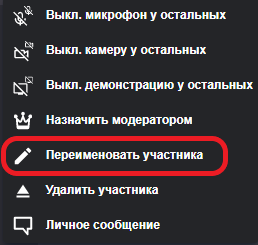 Выкл. микрофон у остальных
Выкл. камеру у остальных
Выкл. демонстрацию у остальных
Назначить модератором
Переименовать участника
Удалить участника
Личное сообщение